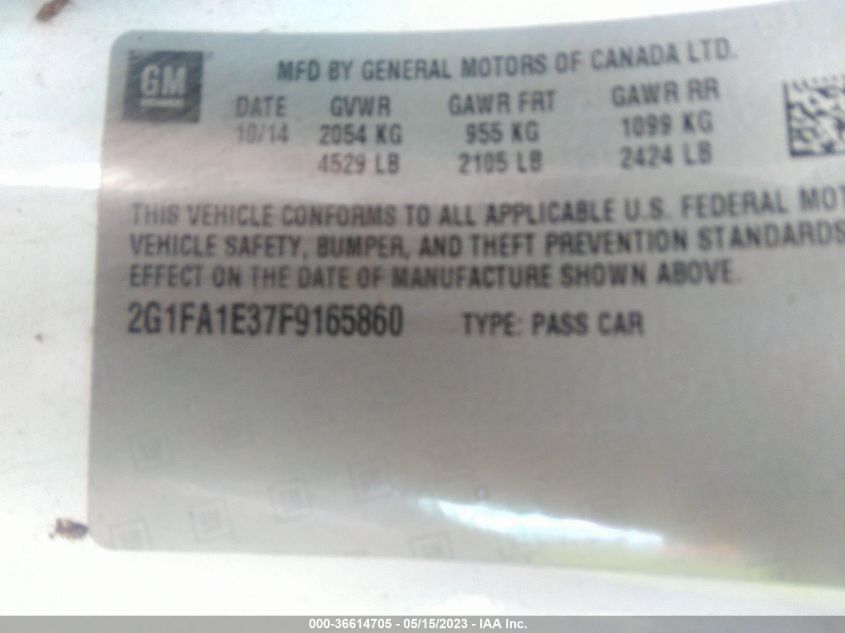 GM
MFD BY GENERAL MOTORS OF CANADA LTD.
DATE GVWR GAWR FRT GAWR RR
10/14 2054 KG 955 KG 1099 KG
4529 LB 2105 LB 2424 LB
THIS VEHICLE CONFORMS TO ALL APPLICABLE U.S. FEDERAL MOT
VEHICLE SAFETY, BUMPER, AND THEFT PREVENTION STANDARDS
EFFECT ON THE DATE OF MANUFACTURE SHOWN ABOVE.
2G1FA1E37F9165860 TYPE: PASS CAR
000-36614705 - 05/15/2023 - IAA Inc.